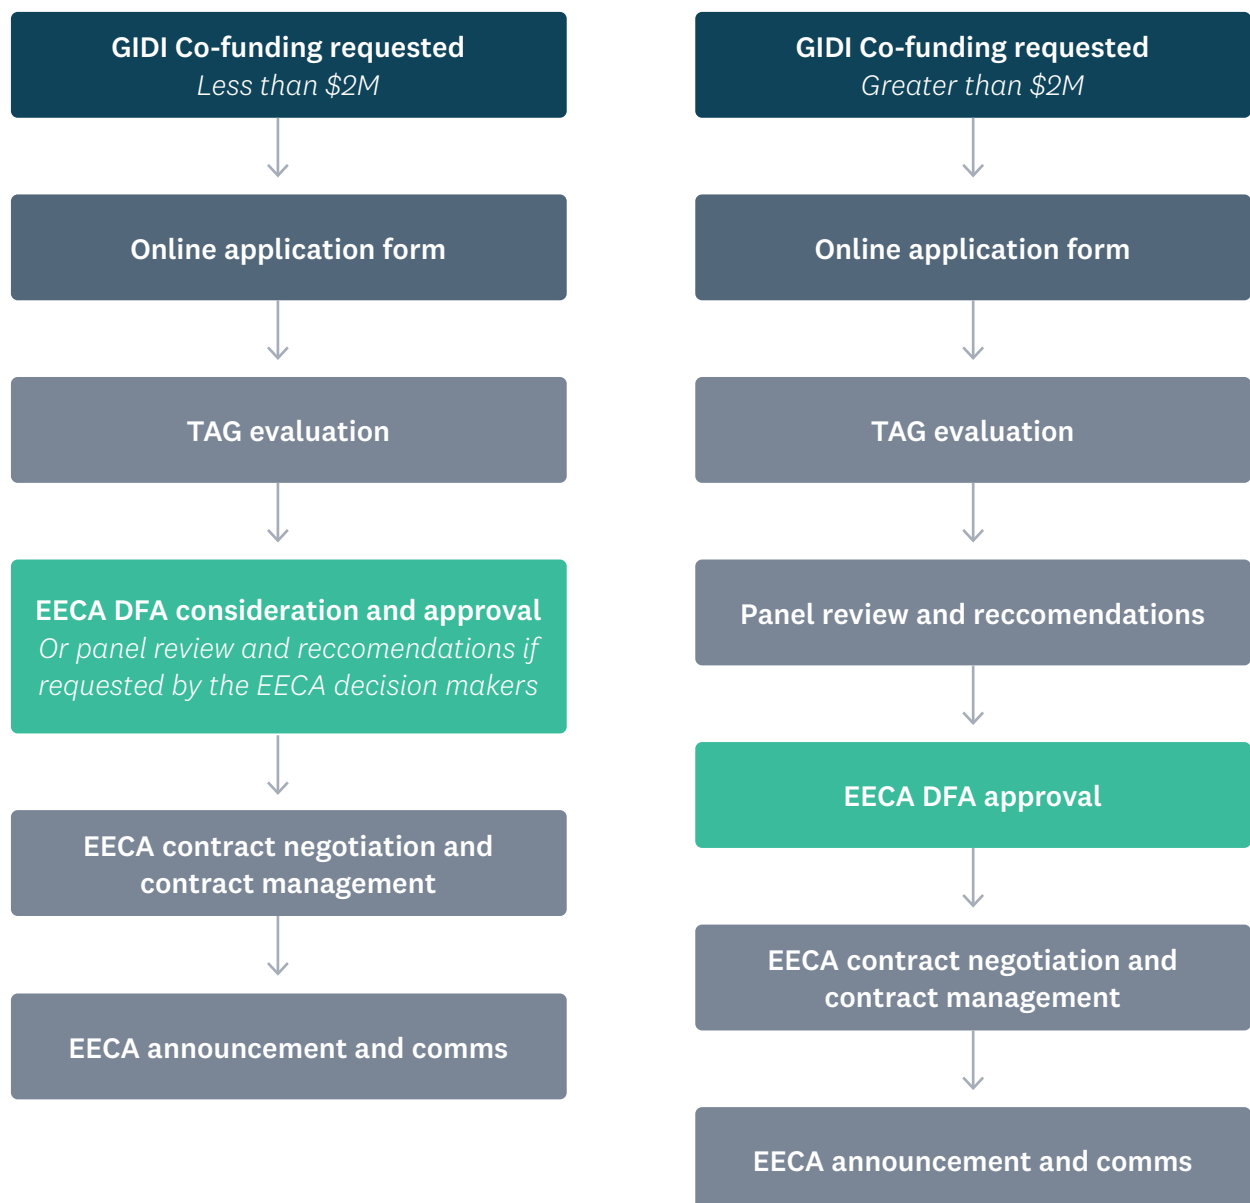 GIDI Co-funding requested
Less than $2M
Online application form
TAG evaluation
EECA DFA consideration and approval
Or panel review and reccomendations if
requested by the EECA decision makers
EECA contract negotiation and
contract management
EECA announcement and comms
GIDI Co-funding requested
Greater than $2M
Online application form
TAG evaluation
Panel review and reccomendations
EECA DFA approval
EECA contract negotiation and
contract management
EECA announcement and comms